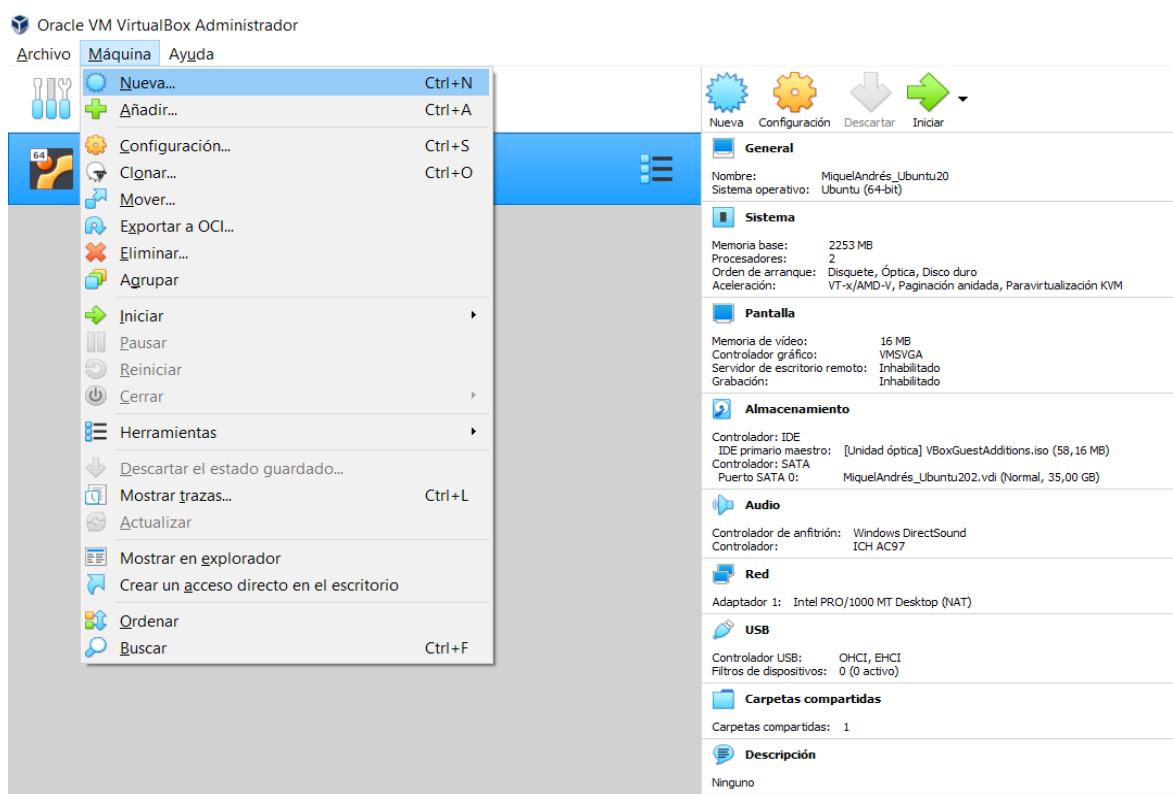 Oracle VM VirtualBox Administrador
Archivo Máquina Ayuda
Nueva... Ctrl+N
Añadir... Ctrl+A
Configuración... Ctrl+S
Clonar... Ctrl+O
Mover...
Exportar a OCI...
Eliminar...
Agrupar
Iniciar
Pausar
Reiniciar
Cerrar
Herramientas
Descartar el estado guardado...
Mostrar trazas... Ctrl+L
Actualizar
Mostrar en explorador
Crear un acceso directo en el escritorio
Ordenar
Buscar Ctrl+F
64
Nueva Configuración Descartar Iniciar
General
Nombre: MiquelAndrés_Ubuntu20
Sistema operativo: Ubuntu (64-bit)
Sistema
Memoria base: 2253 MB
Procesadores: 2
Orden de arranque: Disquete, Óptica, Disco duro
Aceleración: VT-x/AMD-V, Paginación anidada, Paravirtualización KVM
Pantalla
Memoria de vídeo: 16 MB
Controlador gráfico: VMSVGA
Servidor de escritorio remoto: Inhabilitado
Grabación: Inhabilitado
Almacenamiento
Controlador: IDE
IDE primario maestro: [Unidad óptica] VBoxGuestAdditions.iso (58,16 MB)
Controlador: SATA
Puerto SATA 0: MiquelAndrés_Ubuntu202.vdi (Normal, 35,00 GB)
Audio
Controlador de anfitrión: Windows DirectSound
Controlador: ICH AC97
Red
Adaptador 1: Intel PRO/1000 MT Desktop (NAT)
USB
Controlador USB: OHCI, EHCI
Filtros de dispositivos: 0 (0 activo)
Carpetas compartidas
Carpetas compartidas: 1
Descripción
Ninguno